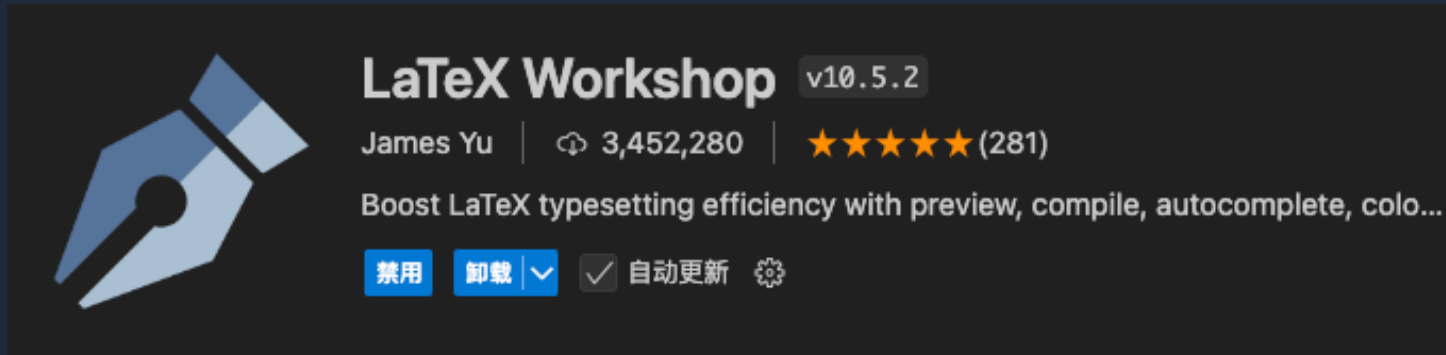 LaTeX Workshop v10.5.2
James Yu 3,452,280 (281)
Boost LaTeX typesetting efficiency with preview, compile, autocomplete, colo...
禁用 卸载 自动更新